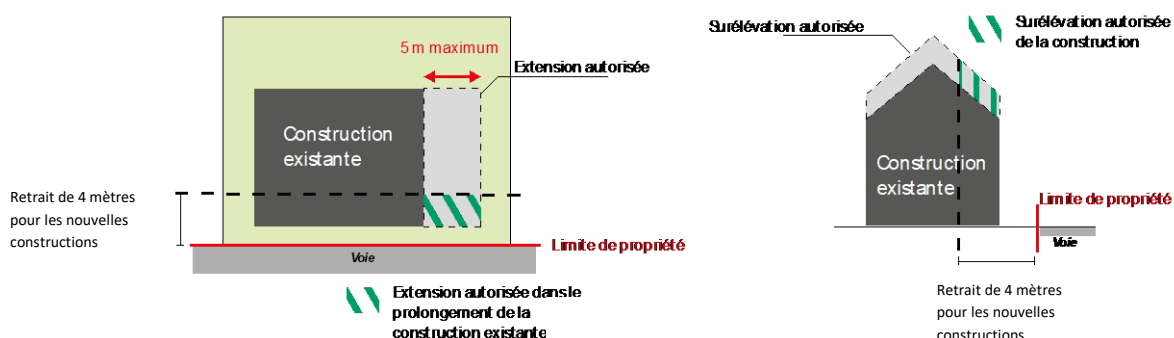 5 m maximum
Extension autorisée
Construction
existante
Retrait de 4 mètres
pour les nouvelles
constructions
Limite de propriété
Voie
Extension autorisée dans le
prolongement de la
construction existante
Surélévation autorisée
Surélévation autorisée
de la construction
Construction
existante
Limite de propriété
Voie
Retrait de 4 mètres
pour les nouvelles
constructions